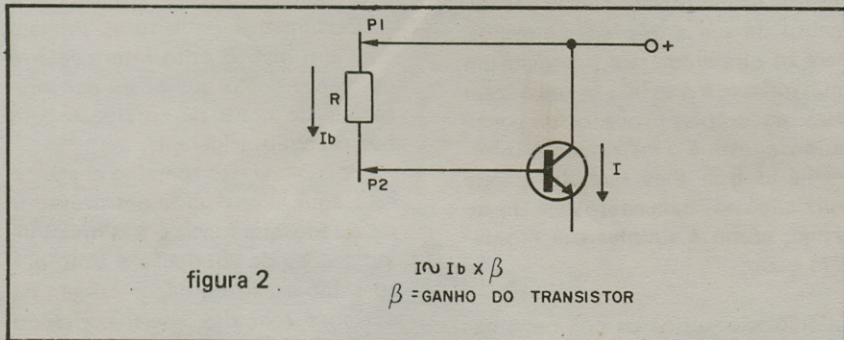 P1
+
R
Ib
P2
I
I∿ Ib x β
figura 2
β = GANHO DO TRANSISTOR